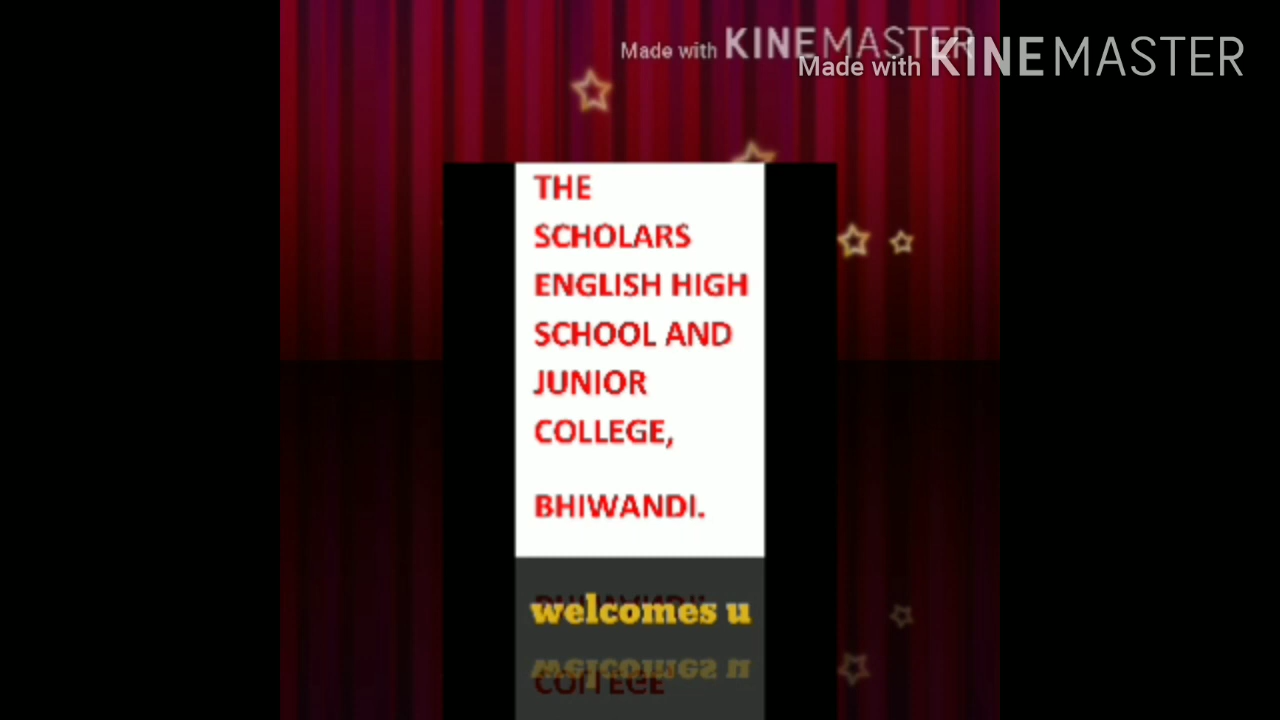 Made with KINEMASTER
Made with KINEMASTER
THE
SCHOLARS
ENGLISH HIGH
SCHOOL AND
JUNIOR
COLLEGE,
BHIWANDI.
welcomes u